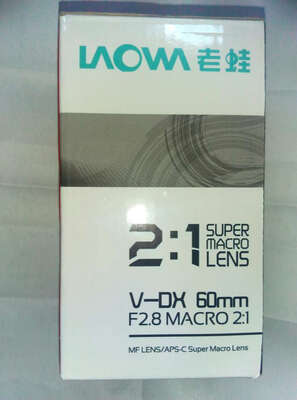 LAOWA 老蛙
2:1 SUPER
MACRO
LENS
V-DX 60mm
F2.8 MACRO 2:1
MF LENS/APS-C Super Macro Lens